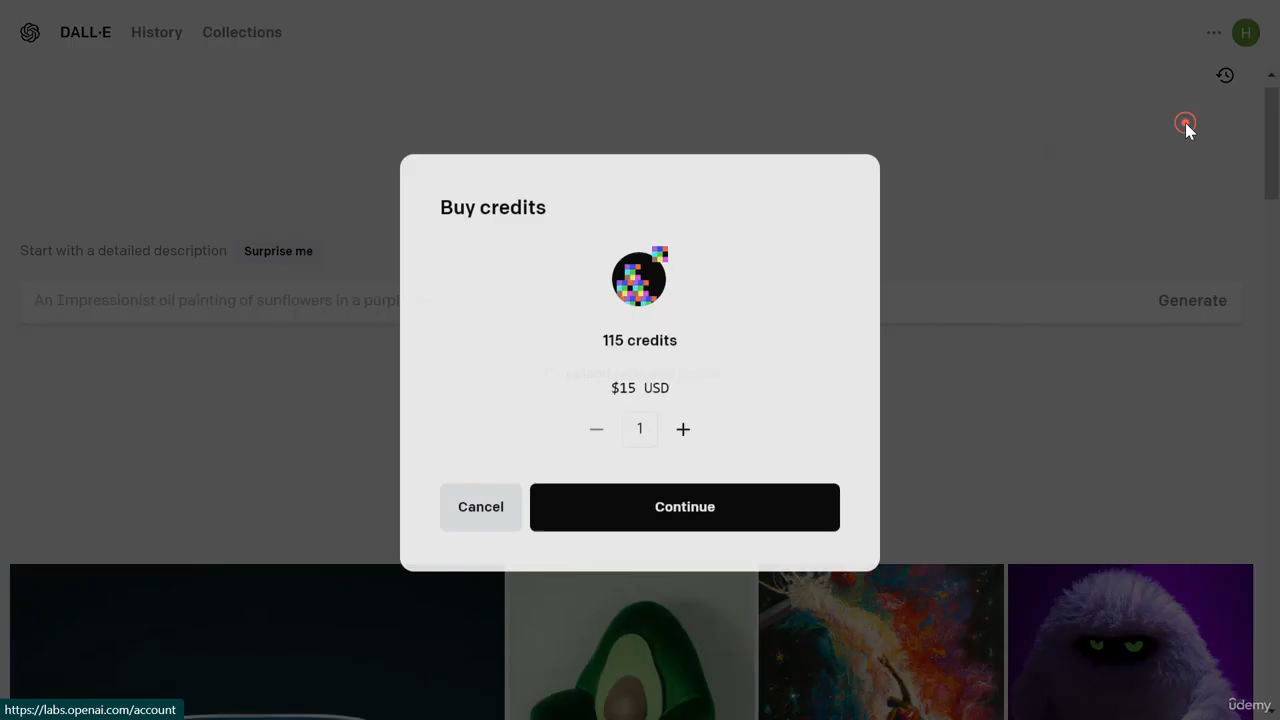 DALL·E History Collections
H
Buy credits
Start with a detailed description Surprise me
An Impressionist oil painting of sunflowers in a purpl
Generate
115 credits
$15 USD
1
Cancel Continue
https://labs.openai.com/account
ûdemy